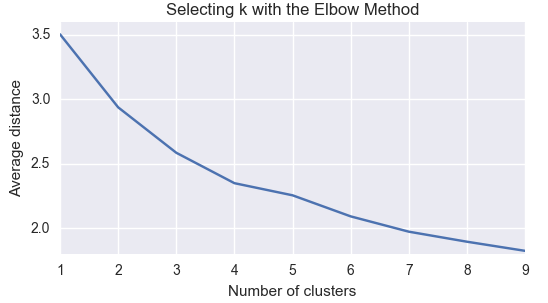 Selecting k with the Elbow Method
3.5
3.0
2.5
2.0
Average distance
1 2 3 4 5 6 7 8 9
Number of clusters